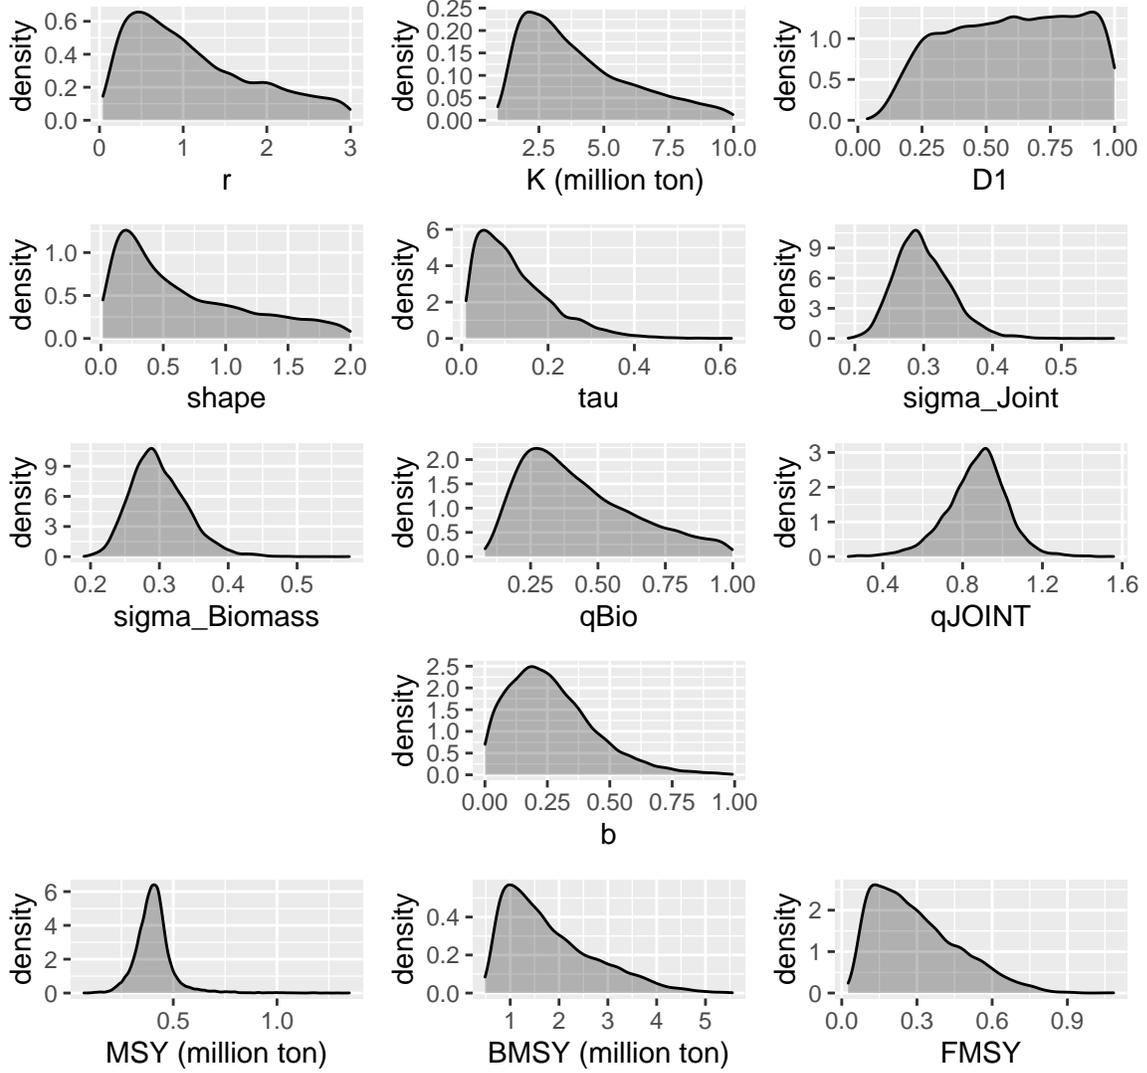 density 0.6 0.4 0.2 0.0
0 1 2 3
r
density 0.25 0.20 0.15 0.10 0.05 0.00
2.5 5.0 7.5 10.0
K (million ton)
density 1.0 0.5 0.0
0.00 0.25 0.50 0.75 1.00
D1
density 1.0 0.5 0.0
0.0 0.5 1.0 1.5 2.0
shape
density 6 4 2 0
0.0 0.2 0.4 0.6
tau
density 9 6 3 0
0.2 0.3 0.4 0.5
sigma_Joint
density 9 6 3 0
0.2 0.3 0.4 0.5
sigma_Biomass
density 2.0 1.5 1.0 0.5 0.0
0.25 0.50 0.75 1.00
qBio
density 3 2 1 0
0.4 0.8 1.2 1.6
qJOINT
density 2.5 2.0 1.5 1.0 0.5 0.0
0.00 0.25 0.50 0.75 1.00
b
density 6 4 2 0
0.5 1.0
MSY (million ton)
density 0.4 0.2 0.0
1 2 3 4 5
BMSY (million ton)
density 2 1 0
0.0 0.3 0.6 0.9
FMSY